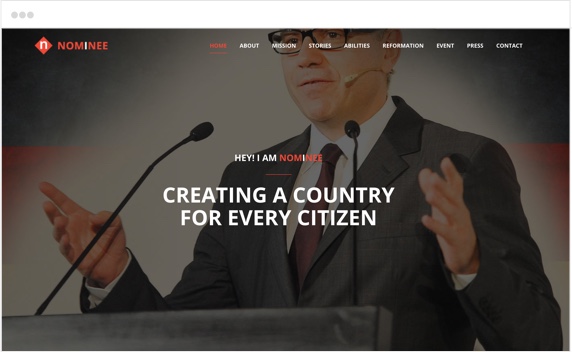 n NOMINEE
HOME ABOUT MISSION STORIES ABILITIES REFORMATION EVENT PRESS CONTACT
HEY! I AM NOMINEE
CREATING A COUNTRY
FOR EVERY CITIZEN